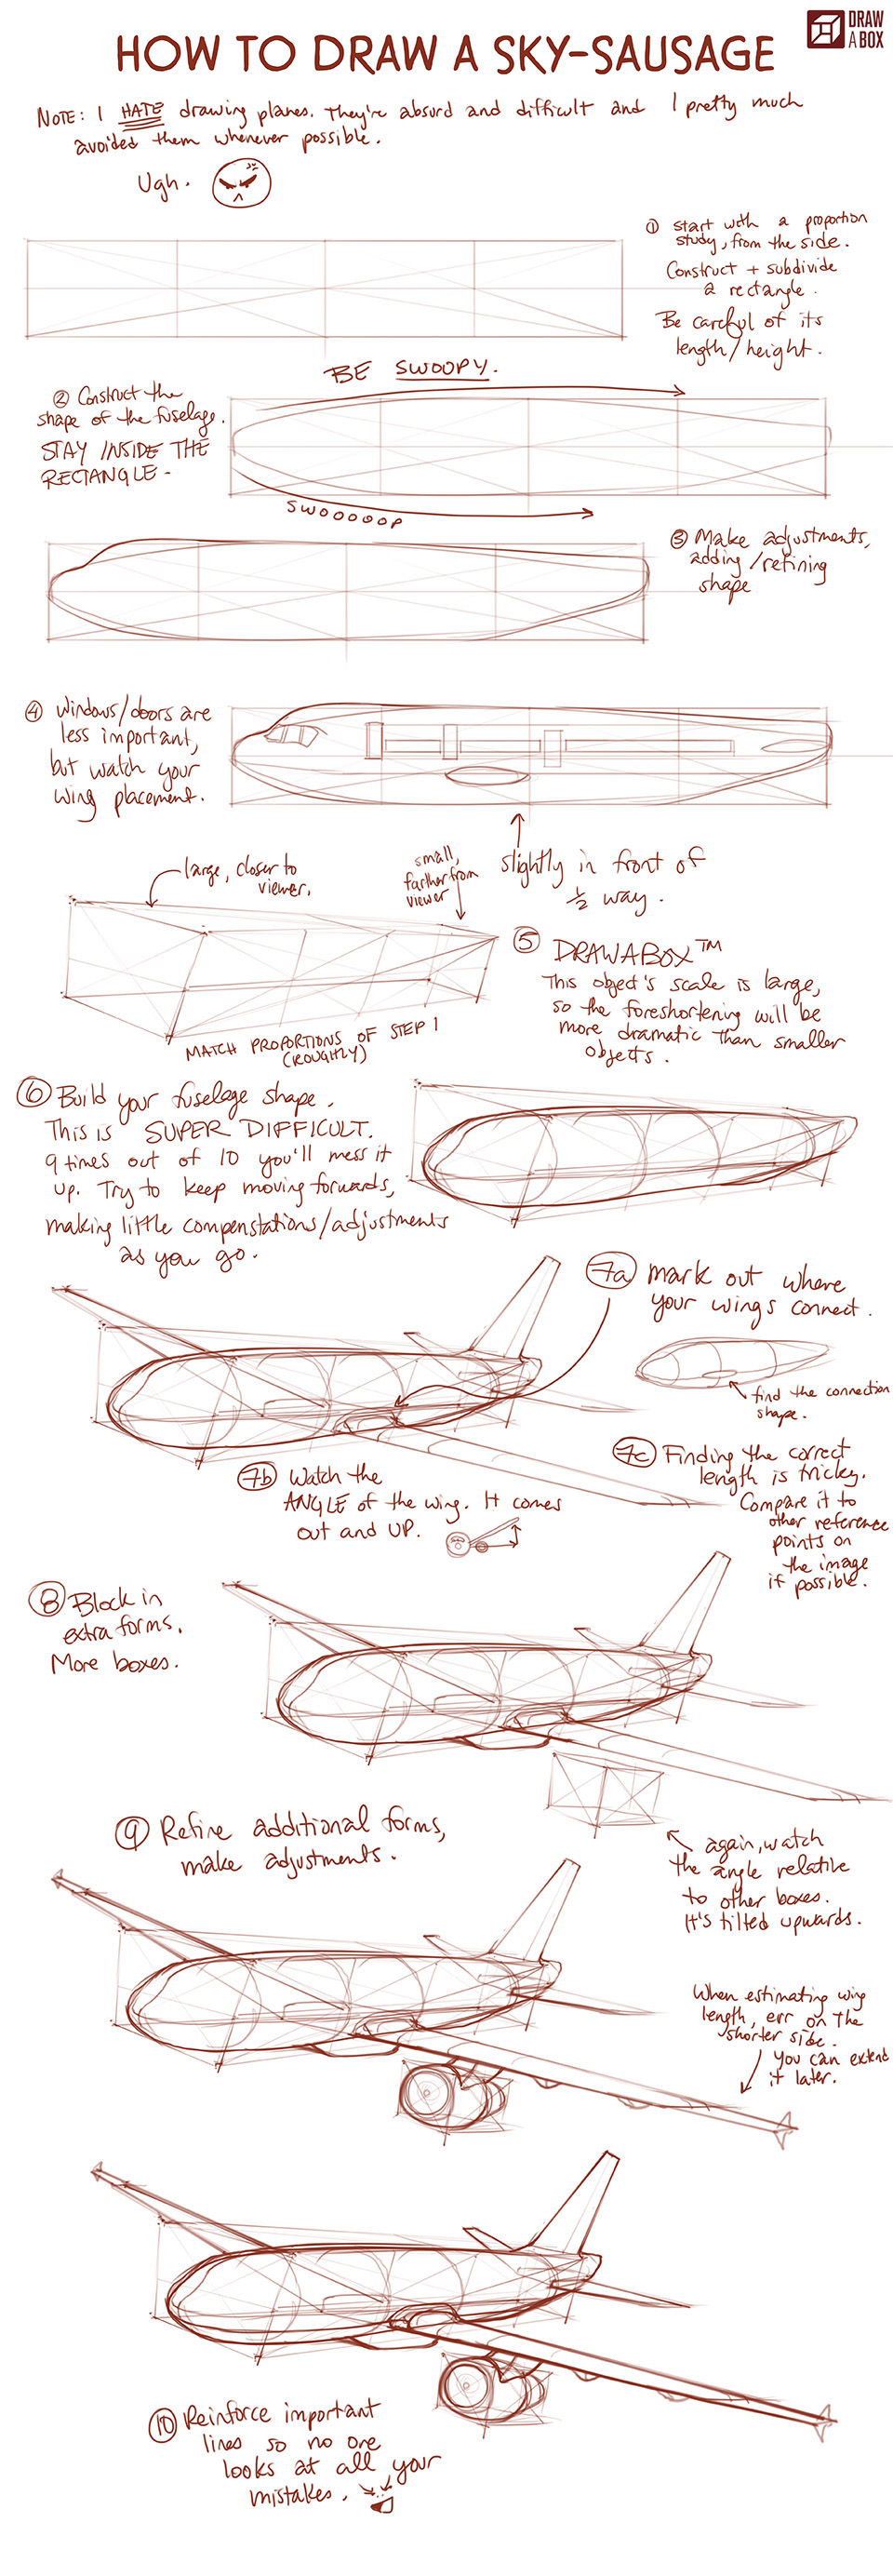 DRAW
A BOX
HOW TO DRAW A SKY-SAUSAGE
NOTE: I HATE drawing planes. They're absurd and difficult and I pretty much
avoided them whenever possible.
Ugh.
① start with a proportion
study, from the side.
Construct + subdivide
a rectangle.
Be careful of its
length/height.
BE SWOOPY.
② Construct the
shape of the fuselage.
STAY INSIDE THE
RECTANGLE-
SWOOOOOP
③ Make adjustments,
adding/refining
shape
④ Windows/doors are
less important,
but watch your
wing placement.
slightly in front of
½ way.
large, closer to
viewer.
small,
farther from
viewer
MATCH PROPORTIONS OF STEP 1
(ROUGHLY)
⑤ DRAWABOX™
This object's scale is large,
so the foreshortening will be
more dramatic than smaller
objects.
⑥ Build your fuselage shape.
This is SUPER DIFFICULT.
9 times out of 10 you'll mess it
up. Try to keep moving forwards,
making little compenstations/adjustments
as you go.
7a mark out where
your wings connect.
find the connection
shape.
7b Watch the
ANGLE of the wing. It comes
out and UP.
7c Finding the correct
length is tricky.
Compare it to
other reference
points on
the image
if possible.
⑧ Block in
extra forms.
More boxes.
again, watch
the angle relative
to other boxes.
It's tilted upwards.
⑨ Refine additional forms,
make adjustments.
When estimating wing
length, err on the
shorter side.
You can extend
it later.
⑩ Reinforce important
lines so no one
looks at all your
mistakes.